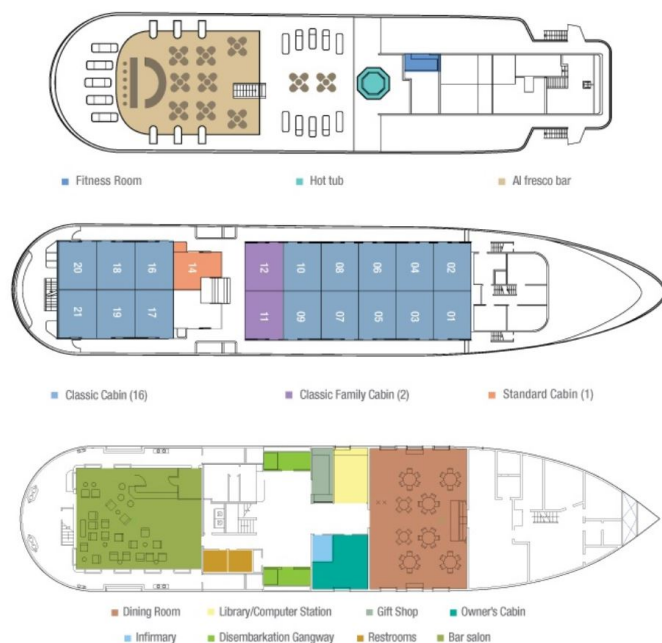 Fitness Room Hot tub Al fresco bar
20 18 16 14 12 10 08 06 04 02
21 19 17 11 09 07 05 03 01
Classic Cabin (16) Classic Family Cabin (2) Standard Cabin (1)
Dining Room Library/Computer Station Gift Shop Owner's Cabin
Infirmary Disembarkation Gangway Restrooms Bar salon